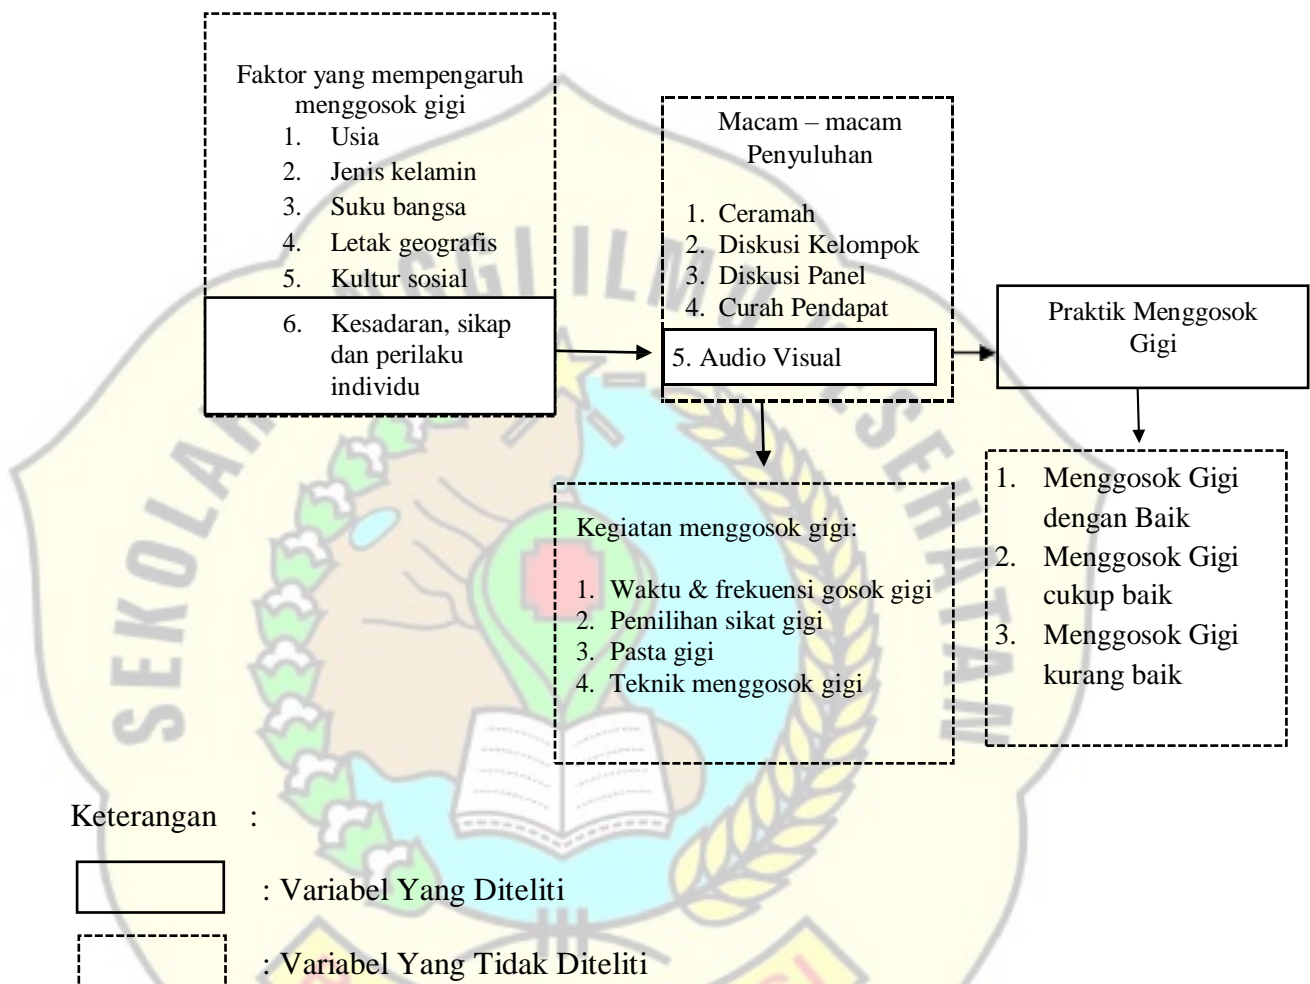 Faktor yang mempengaruh
menggosok gigi
1. Usia
2. Jenis kelamin
3. Suku bangsa
4. Letak geografis
5. Kultur sosial
6. Kesadaran, sikap
dan perilaku
individu
Macam – macam
Penyuluhan
1. Ceramah
2. Diskusi Kelompok
3. Diskusi Panel
4. Curah Pendapat
5. Audio Visual
Praktik Menggosok
Gigi
Kegiatan menggosok gigi:
1. Waktu & frekuensi gosok gigi
2. Pemilihan sikat gigi
3. Pasta gigi
4. Teknik menggosok gigi
1. Menggosok Gigi
dengan Baik
2. Menggosok Gigi
cukup baik
3. Menggosok Gigi
kurang baik
Keterangan :
: Variabel Yang Diteliti
: Variabel Yang Tidak Diteliti